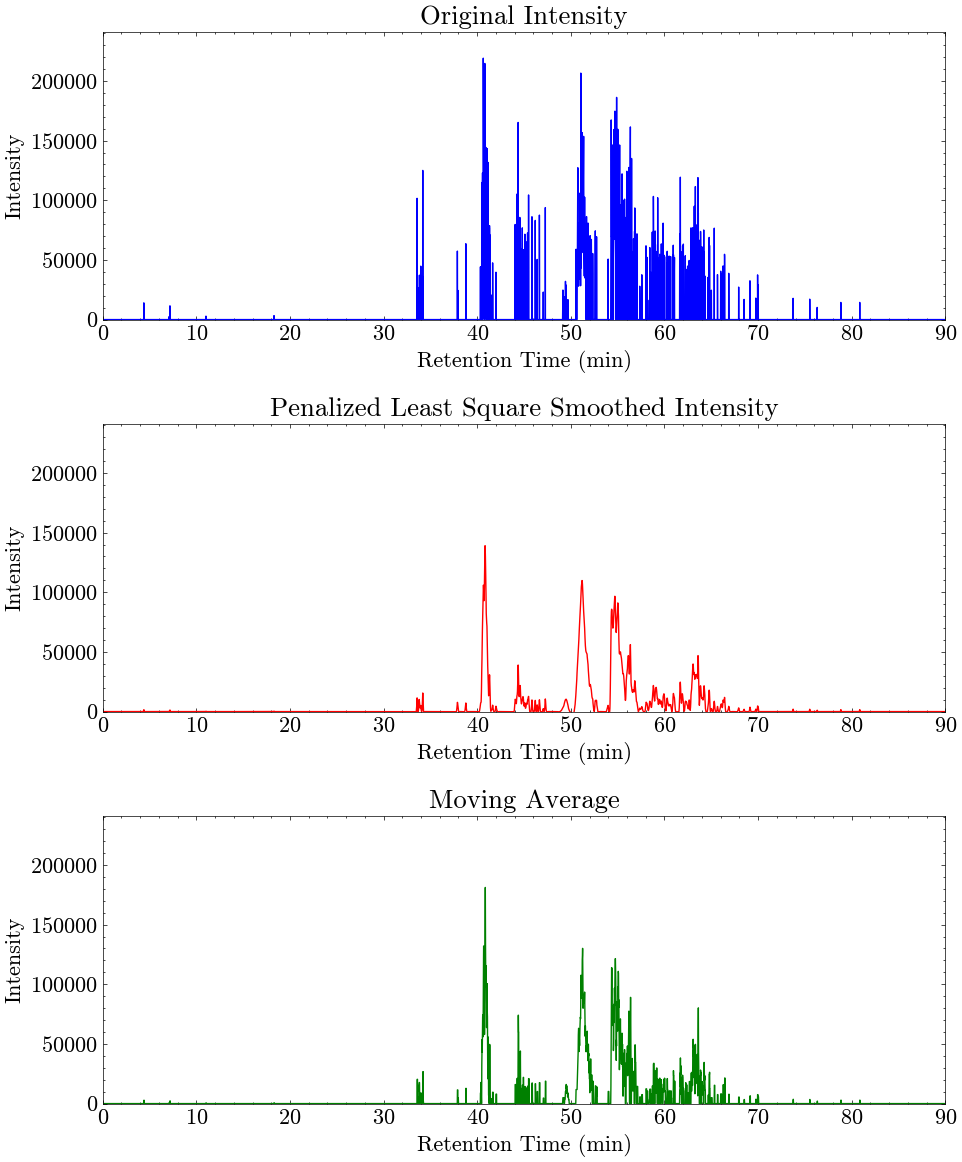 Original Intensity
200000
150000
100000
50000
0
Intensity
0 10 20 30 40 50 60 70 80 90
Retention Time (min)
Penalized Least Square Smoothed Intensity
200000
150000
100000
50000
0
Intensity
0 10 20 30 40 50 60 70 80 90
Retention Time (min)
Moving Average
200000
150000
100000
50000
0
Intensity
0 10 20 30 40 50 60 70 80 90
Retention Time (min)